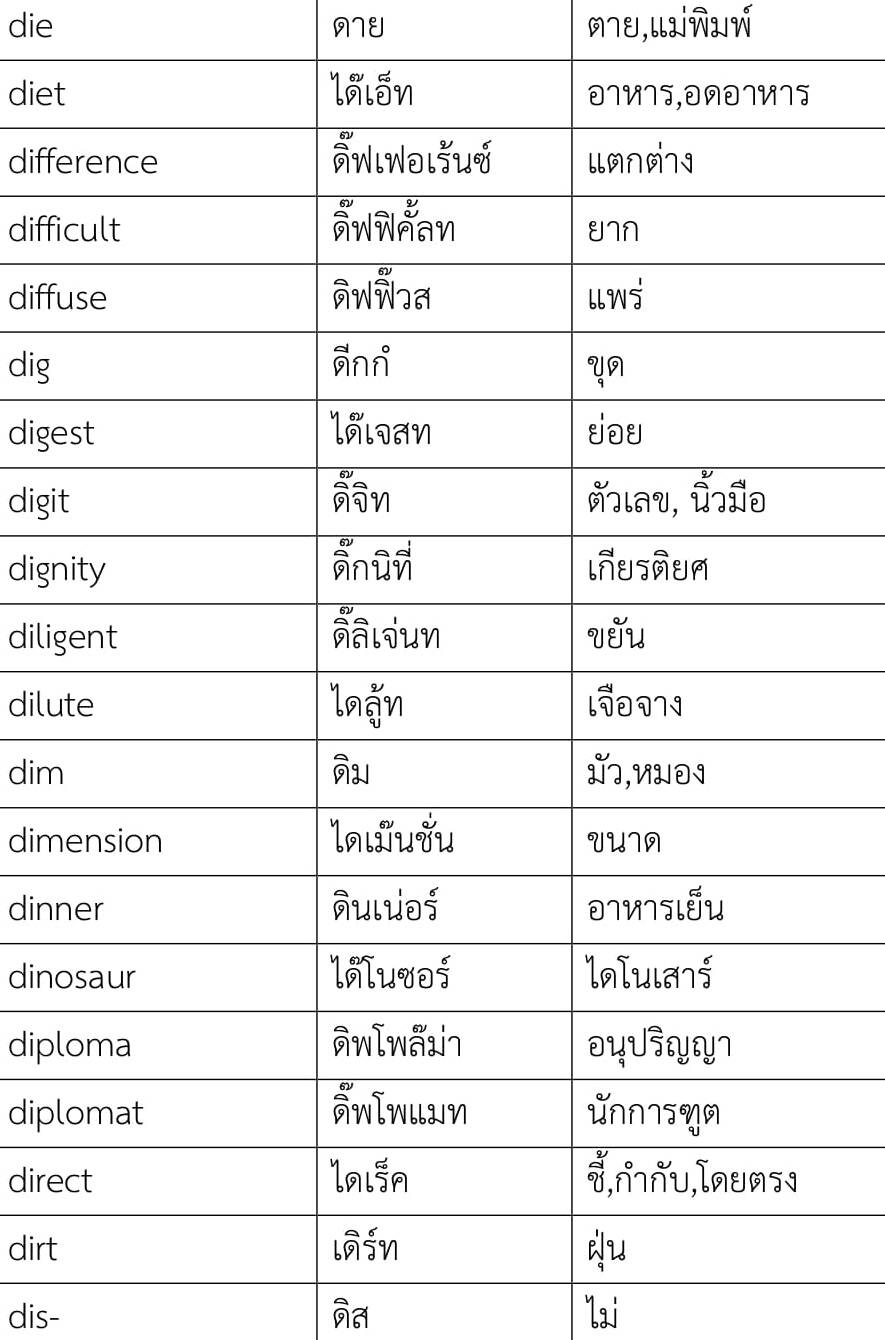 die ดาย ตาย,แม่พิมพ์
diet ได๊เอ็ท อาหาร,อดอาหาร
difference ดิ๊ฟเฟอเร้นซ์ แตกต่าง
difficult ดิ๊ฟฟิคั้ลท ยาก
diffuse ดิฟฟิ๊วส แพร่
dig ดีกกํ ขุด
digest ได๊เจสท ย่อย
digit ดิ๊จิท ตัวเลข, นิ้วมือ
dignity ดิ๊กนิที่ เกียรติยศ
diligent ดิ๊ลิเจ่นท ขยัน
dilute ไดลู้ท เจือจาง
dim ดิม มัว,หมอง
dimension ไดเม๊นชั่น ขนาด
dinner ดินเน่อร์ อาหารเย็น
dinosaur ได๊โนซอร์ ไดโนเสาร์
diploma ดิพโพล๊ม่า อนุปริญญา
diplomat ดิ๊พโพแมท นักการฑูต
direct ไดเร็ค ชี้,กำกับ,โดยตรง
dirt เดิร์ท ฝุ่น
dis- ดิส ไม่